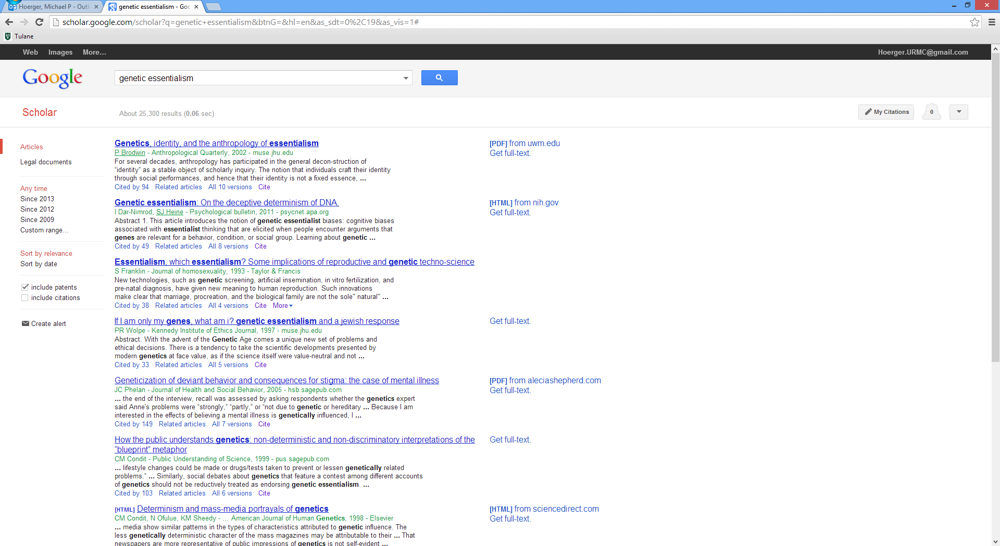 Hoerger, Michael P - Outl
genetic essentialism - Goo
scholar.google.com/scholar?q=genetic+essentialism&btnG=&hl=en&as_sdt=0%2C19&as_vis=1#
Tulane
Web Images More...
Hoerger.URMC@gmail.com
Google
genetic essentialism
Scholar
About 25,300 results (0.06 sec)
My Citations
0
Articles
Legal documents
Any time
Since 2013
Since 2012
Since 2009
Custom range...
Sort by relevance
Sort by date
include patents
include citations
Create alert
Genetics, identity, and the anthropology of essentialism
P Brodwin - Anthropological Quarterly, 2002 - muse.jhu.edu
For several decades, anthropology has participated in the general decon-struction of
“identity” as a stable object of scholarly inquiry. The notion that individuals craft their identity
through social performances, and hence that their identity is not a fixed essence, ...
Cited by 94 Related articles All 10 versions Cite
[PDF] from uwm.edu
Get full-text.
Genetic essentialism: On the deceptive determinism of DNA.
I Dar-Nimrod, SJ Heine - Psychological bulletin, 2011 - psycnet.apa.org
Abstract 1. This article introduces the notion of genetic essentialist biases: cognitive biases
associated with essentialist thinking that are elicited when people encounter arguments that
genes are relevant for a behavior, condition, or social group. Learning about genetic ...
Cited by 49 Related articles All 8 versions Cite
[HTML] from nih.gov
Get full-text.
Essentialism, which essentialism? Some implications of reproductive and genetic techno-science
S Franklin - Journal of homosexuality, 1993 - Taylor & Francis
New technologies, such as genetic screening, artificial insemination, in vitro fertilization, and
pre-natal diagnosis, have given new meaning to human reproduction. Such innovations
make clear that marriage, procreation, and the biological family are not the sole" natural" ...
Cited by 38 Related articles All 4 versions Cite More
If I am only my genes, what am i? genetic essentialism and a jewish response
PR Wolpe - Kennedy Institute of Ethics Journal, 1997 - muse.jhu.edu
Abstract. With the advent of the Genetic Age comes a unique new set of problems and
ethical decisions. There is a tendency to take the scientific developments presented by
modern genetics at face value, as if the science itself were value-neutral and not ...
Cited by 33 Related articles All 5 versions Cite
Get full-text.
Geneticization of deviant behavior and consequences for stigma: the case of mental illness
JC Phelan - Journal of Health and Social Behavior, 2005 - hsb.sagepub.com
... the end of the interview, recall was assessed by asking respondents whether the genetics expert
said Anne's problems were “strongly,” “partly,” or “not due to genetic or hereditary ... Because I am
interested in the effects of believing a mental illness is genetically influenced, I ...
Cited by 149 Related articles All 7 versions Cite
[PDF] from aleciashepherd.com
Get full-text.
How the public understands genetics: non-deterministic and non-discriminatory interpretations of the
“blueprint” metaphor
CM Condit - Public Understanding of Science, 1999 - pus.sagepub.com
... lifestyle changes could be made or drugs/tests taken to prevent or lessen genetically related
problems.” ... Similarly, social debates about genetics that feature a contest among different accounts
of genetics should not be reductively treated as endorsing genetic essentialism. ...
Cited by 103 Related articles All 6 versions Cite
Get full-text.
[HTML] Determinism and mass-media portrayals of genetics
CM Condit, N Ofulue, KM Sheedy - ... American Journal of Human Genetics, 1998 - Elsevier
... media show similar patterns in the types of characteristics attributed to genetic influence. The
less genetically deterministic character of the mass magazines may be attributable to their ... That
newspapers are more representative of public impressions of genetics is not self-evident ...
[HTML] from sciencedirect.com
Get full-text.